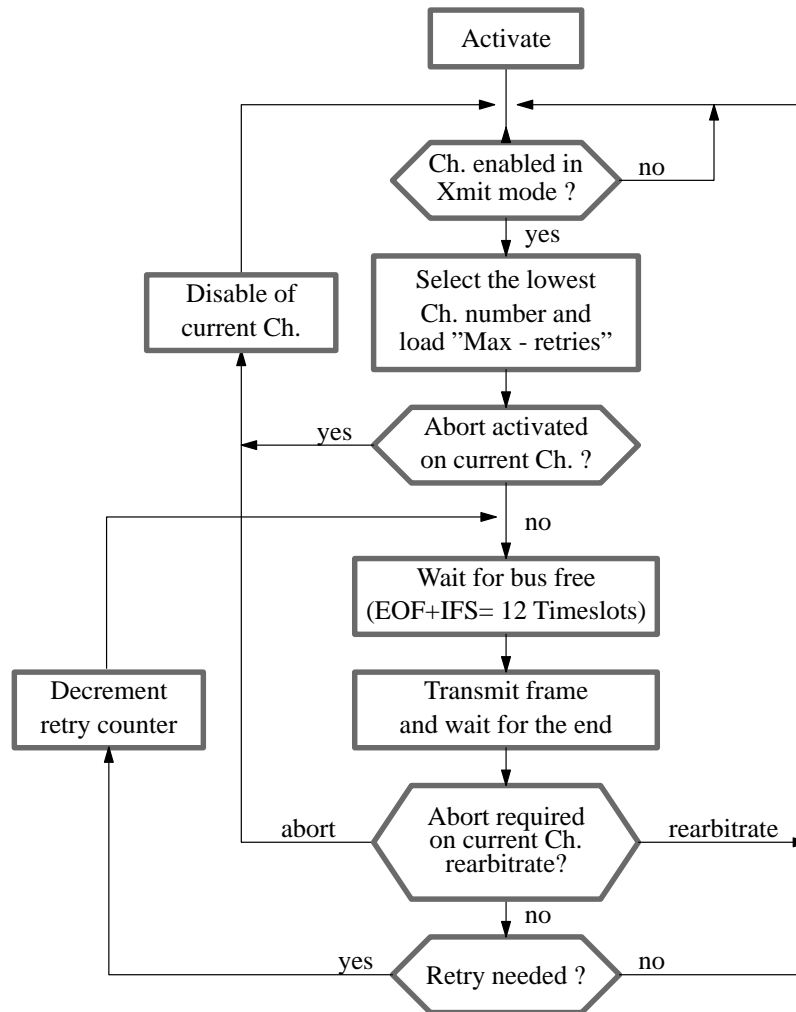 Activate
Ch. enabled in
Xmit mode ?
no
yes
Select the lowest
Ch. number and
load ”Max - retries”
Disable of
current Ch.
yes
Abort activated
on current Ch. ?
no
Wait for bus free
(EOF+IFS= 12 Timeslots)
Decrement
retry counter
Transmit frame
and wait for the end
abort
Abort required
on current Ch.
rearbitrate?
rearbitrate
no
yes
Retry needed ?
no